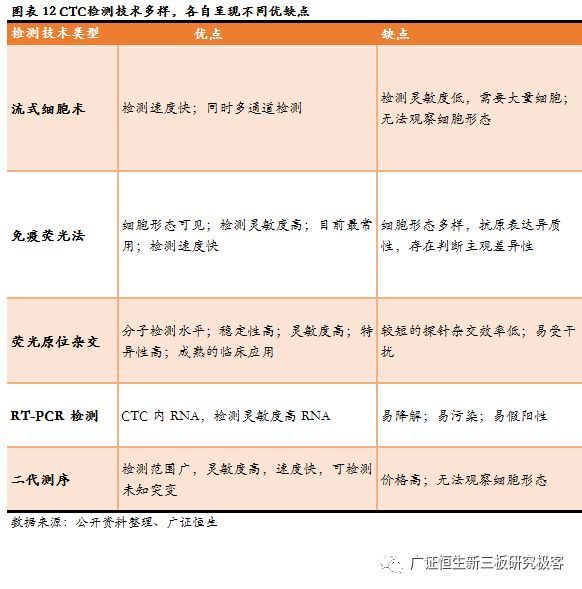 图表 12 CTC检测技术多样，各自呈现不同优缺点
检测技术类型 优点 缺点
流式细胞术 检测速度快；同时多通道检测 检测灵敏度低，需要大量细胞；
无法观察细胞形态
免疫荧光法 细胞形态可见；检测灵敏度高；目前最常 细胞形态多样，抗原表达异质
用；检测速度快 性，存在判断主观差异性
荧光原位杂交 分子检测水平；稳定性高；灵敏度高；特 较短的探针杂交效率低；易受干
异性高；成熟的临床应用 扰
RT-PCR 检测 CTC 内 RNA，检测灵敏度高 RNA 易降解；易污染；易假阳性
二代测序 检测范围广，灵敏度高，速度快，可检测 价格高；无法观察细胞形态
未知突变
数据来源：公开资料整理、广证恒生
广证恒生新三板研究极客